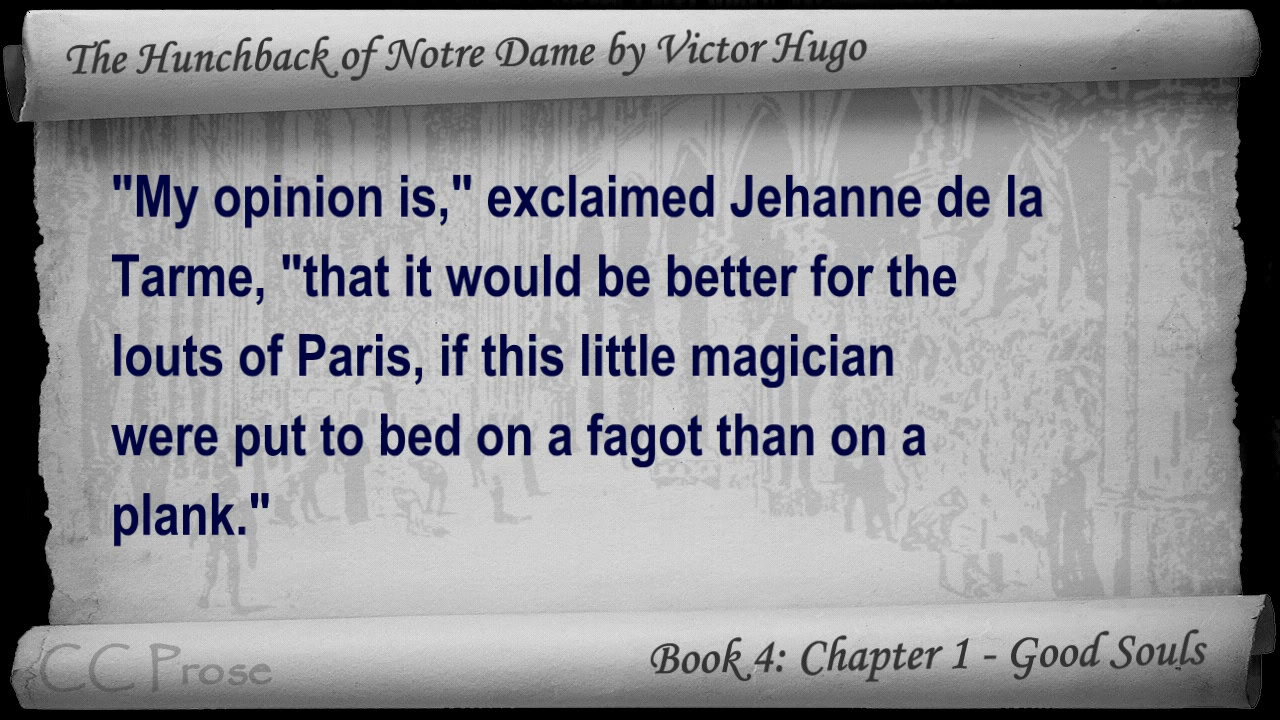 The Hunchback of Notre Dame by Victor Hugo
"My opinion is," exclaimed Jehanne de la
Tarme, "that it would be better for the
louts of Paris, if this little magician
were put to bed on a fagot than on a
plank."
CC Prose
Book 4: Chapter 1 - Good Souls